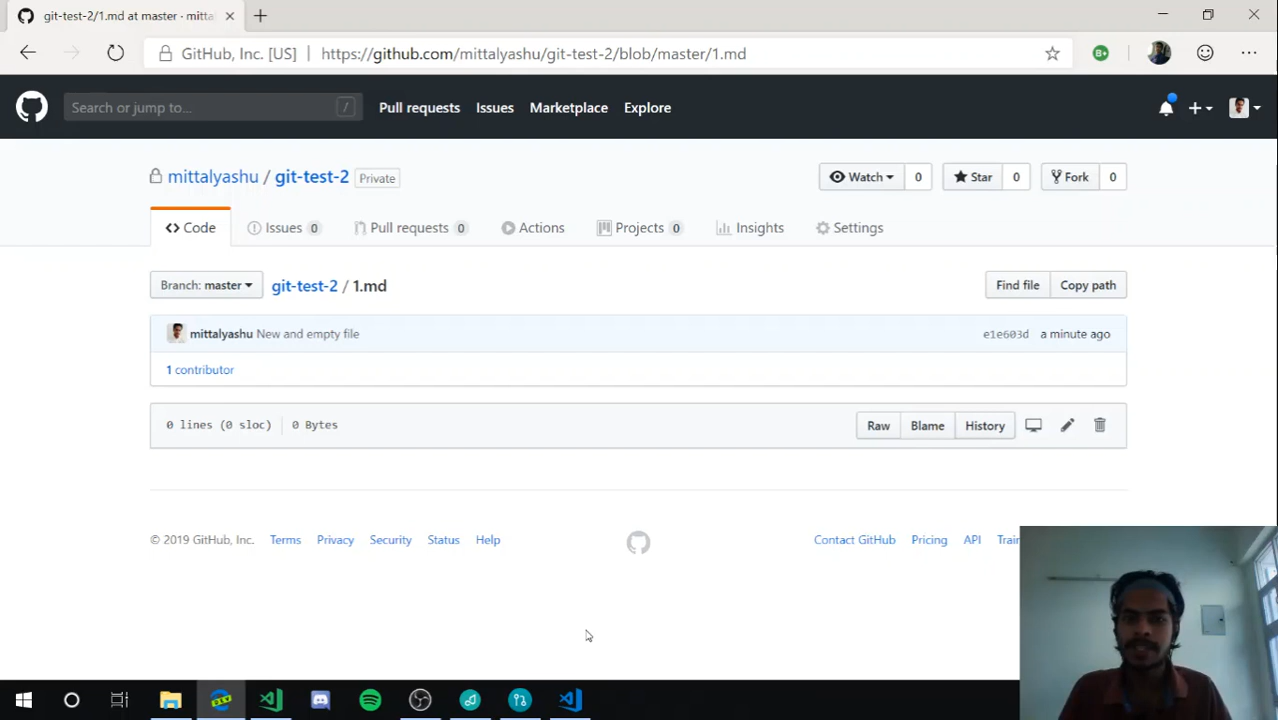 git-test-2/1.md at master · mitta
GitHub, Inc. [US] | https://github.com/mittalyashu/git-test-2/blob/master/1.md
Search or jump to... / Pull requests Issues Marketplace Explore
mittalyashu / git-test-2 Private Watch 0 Star 0 Fork 0
Code Issues 0 Pull requests 0 Actions Projects 0 Insights Settings
Branch: master git-test-2 / 1.md Find file Copy path
mittalyashu New and empty file e1e603d a minute ago
1 contributor
0 lines (0 sloc) 0 Bytes Raw Blame History
© 2019 GitHub, Inc. Terms Privacy Security Status Help Contact GitHub Pricing API Train
DEV